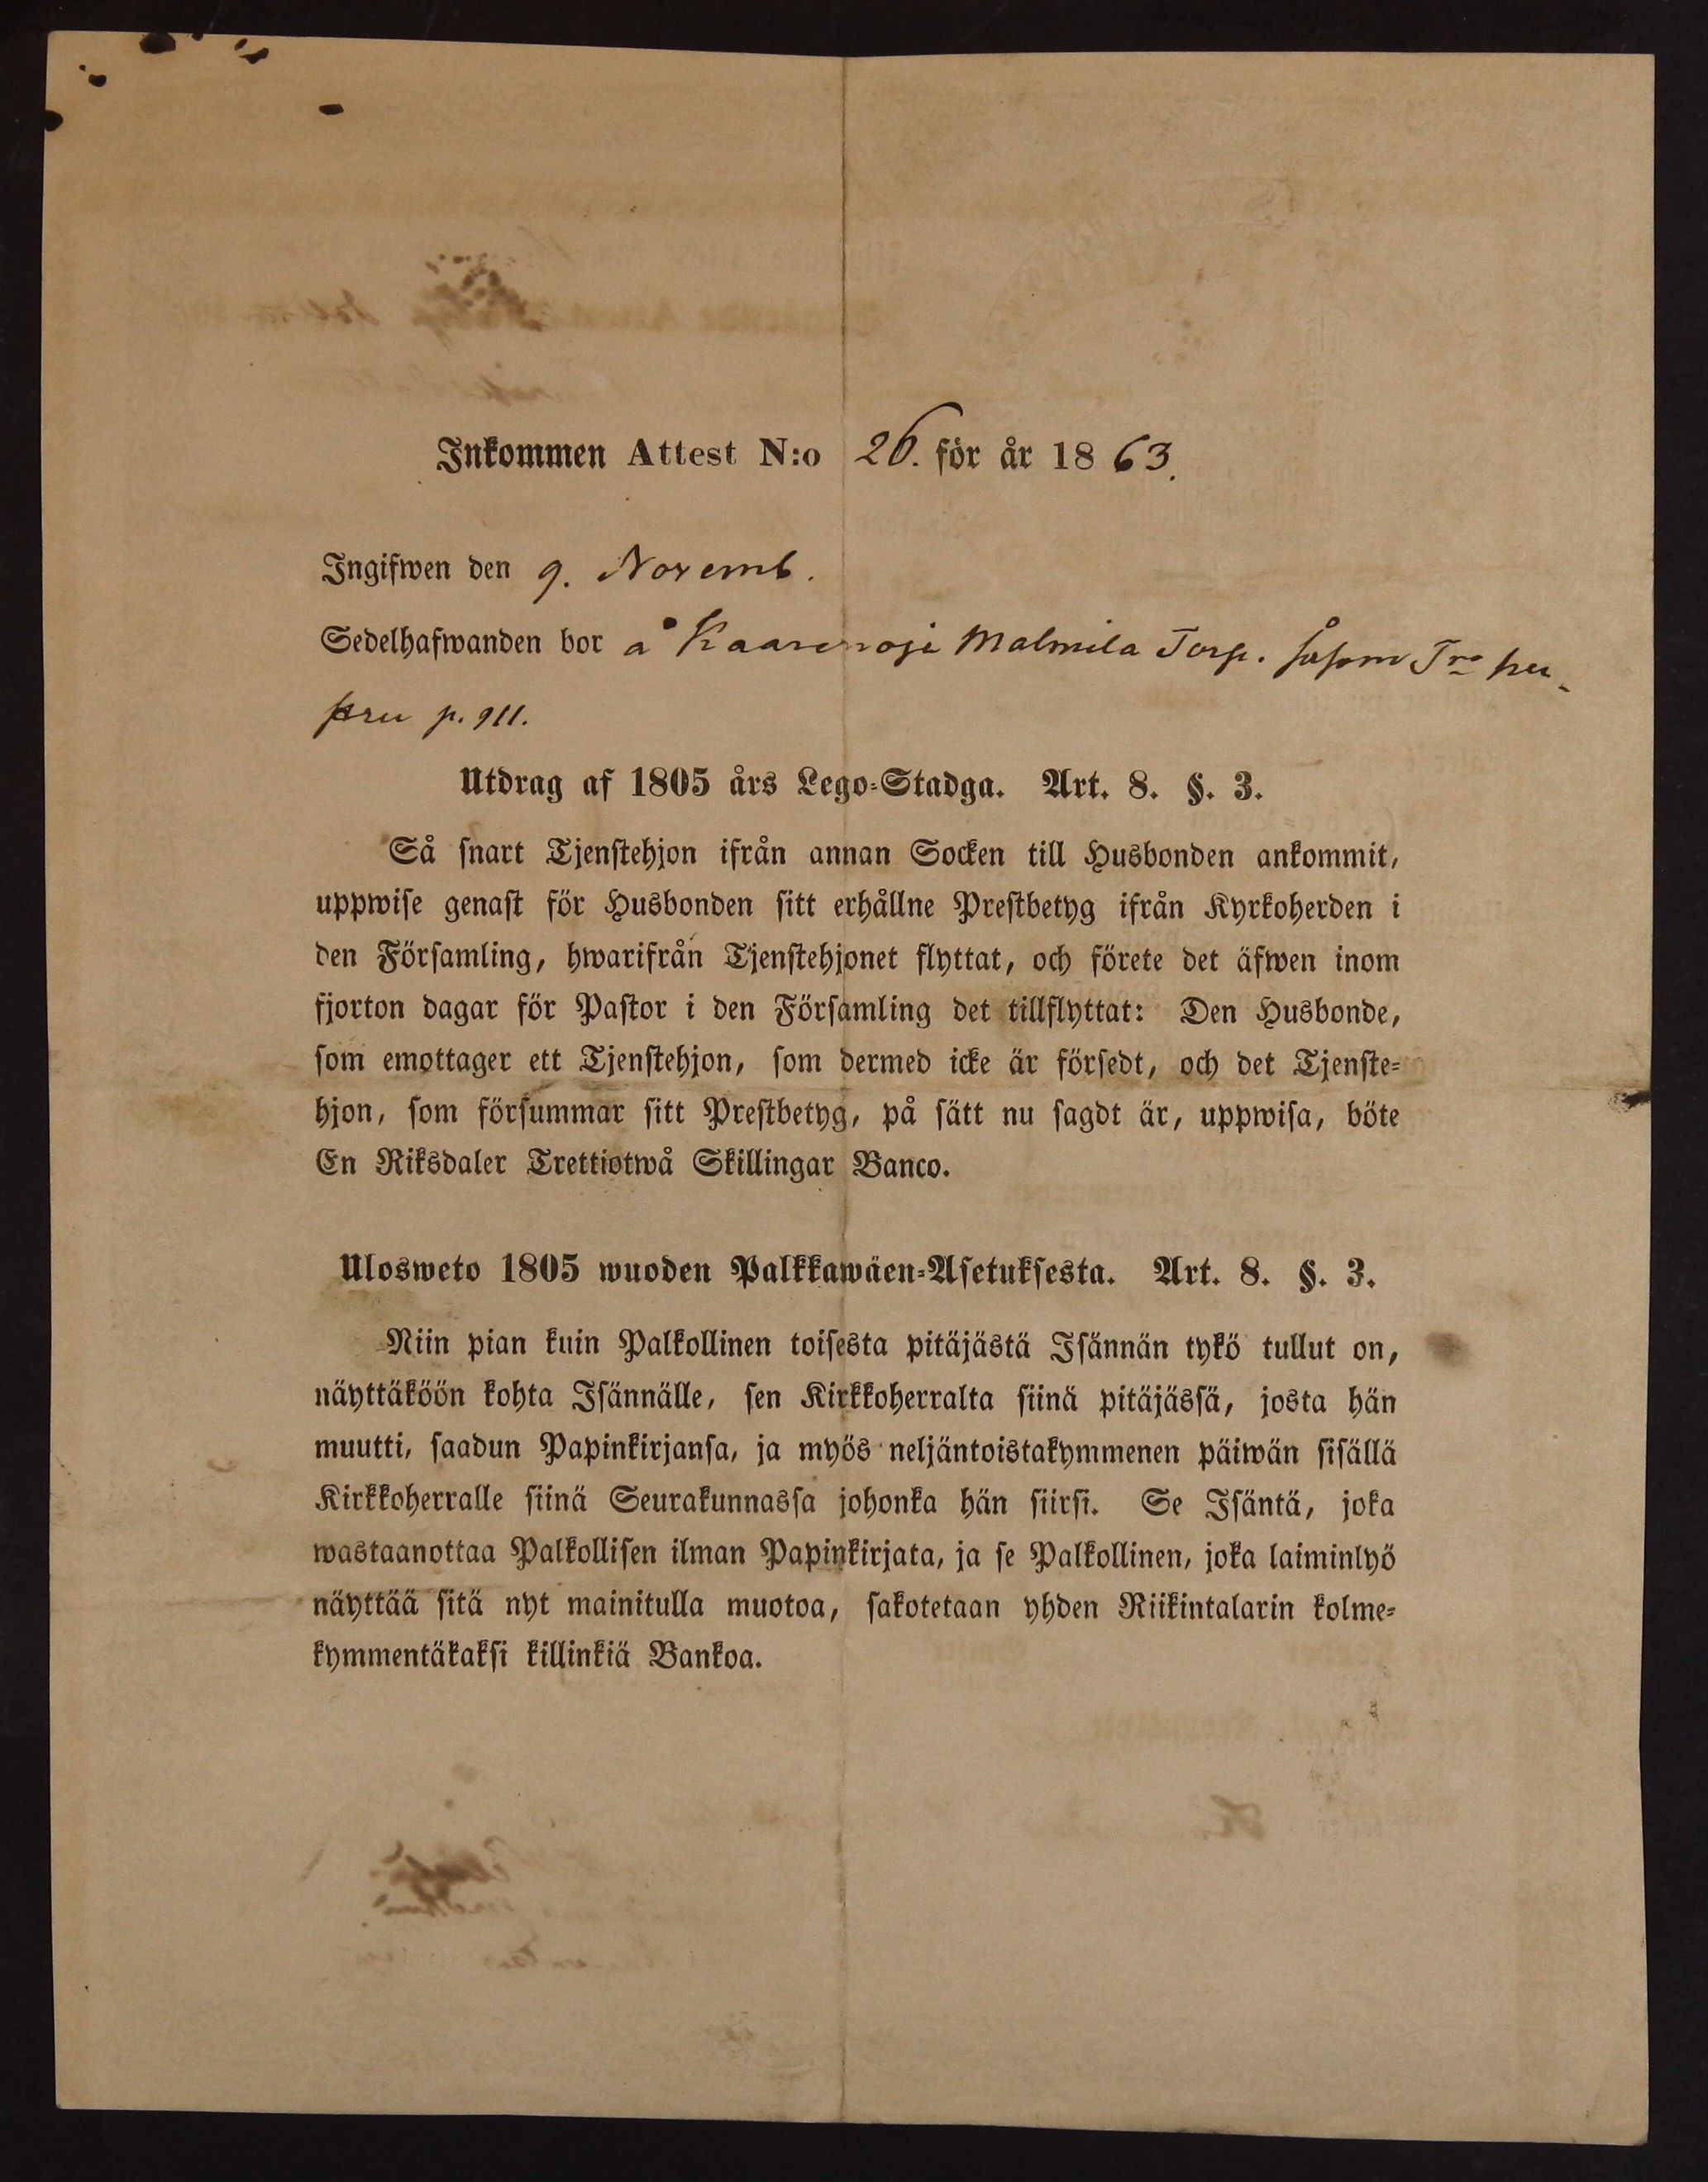 Inkommen Attest N:o 26. för år 1863.
Ingifwen den 9. Novemb.
Sedelhafwanden bor å Kaarenoja Malmila Torp. såsom Trp hu-
stru p. 911.
Utdrag af 1805 års Lego-Stadga. Art. 8. §. 3.
Så snart Tjenstehjon ifrån annan Socken till Husbonden ankommit,
uppwise genast för Husbonden sitt erhållne Prestbetyg ifrån Kyrkoherden i
den Församling, hwarifrån Tjenstehjonet flyttat, och förete det äfwen inom
fjorton dagar för Pastor i den Församling det tillflyttat: Den Husbonde,
som emottager ett Tjenstehjon, som dermed icke är försedt, och det Tjenste-
hjon, som försummar sitt Prestbetyg, på sätt nu sagdt är, uppwisa, böte
En Riksdaler Trettiotwå Skillingar Banco.
Ulosweto 1805 wuoden Palkkawäen-Asetuksesta. Art. 8. §. 3.
Niin pian kuin Palkollinen toisesta pitäjästä Isännän tykö tullut on,
näyttäköön kohta Isännälle, sen Kirkkoherralta siinä pitäjässä, josta hän
muutti, saadun Papinkirjansa, ja myös neljäntoistakymmenen päiwän sisällä
Kirkkoherralle siinä Seurakunnassa johonka hän siirsi. Se Isäntä, joka
wastaanottaa Palkollisen ilman Papinkirjata, ja se Palkollinen, joka laiminlyö
näyttää sitä nyt mainitulla muotoa, sakotetaan yhden Riikintalarin kolme-
kymmentäkaksi killinkiä Bankoa.